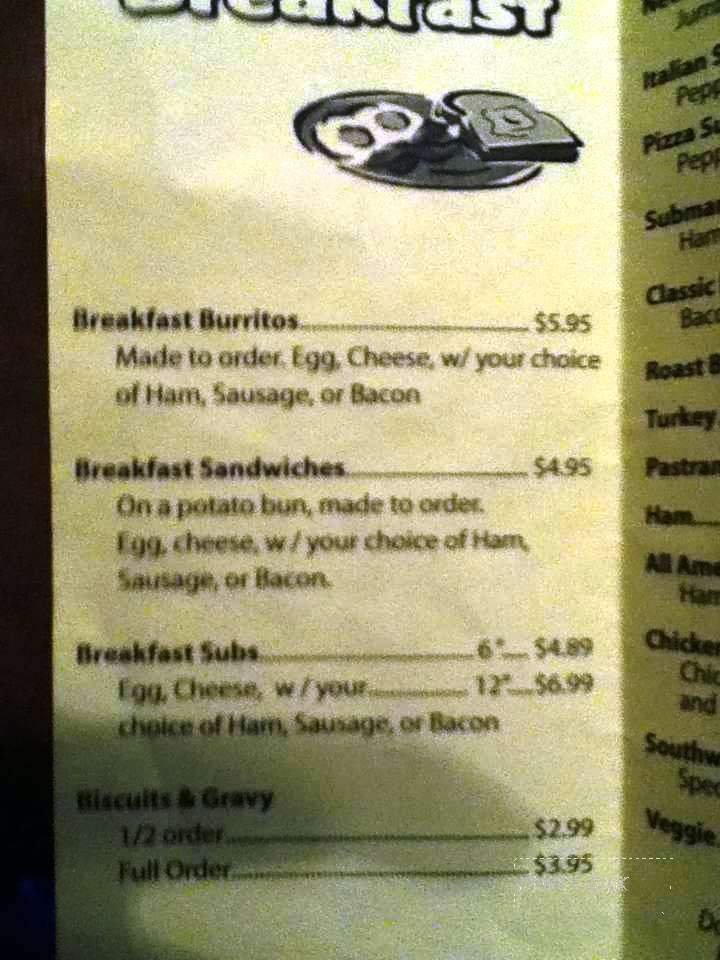 Breakfast
Breakfast Burritos $5.95
Made to order. Egg, Cheese, w/ your choice
of Ham, Sausage, or Bacon
Breakfast Sandwiches $4.95
On a potato bun, made to order.
Egg, cheese, w / your choice of Ham,
Sausage, or Bacon.
Breakfast Subs 6" $4.89
Egg, Cheese, w / your 12" $6.99
choice of Ham, Sausage, or Bacon
Biscuits & Gravy
1/2 order $2.99
Full Order $3.95
Italian
Pizza
Classic
Roast
Turkey
Ham
All
and
Veggie